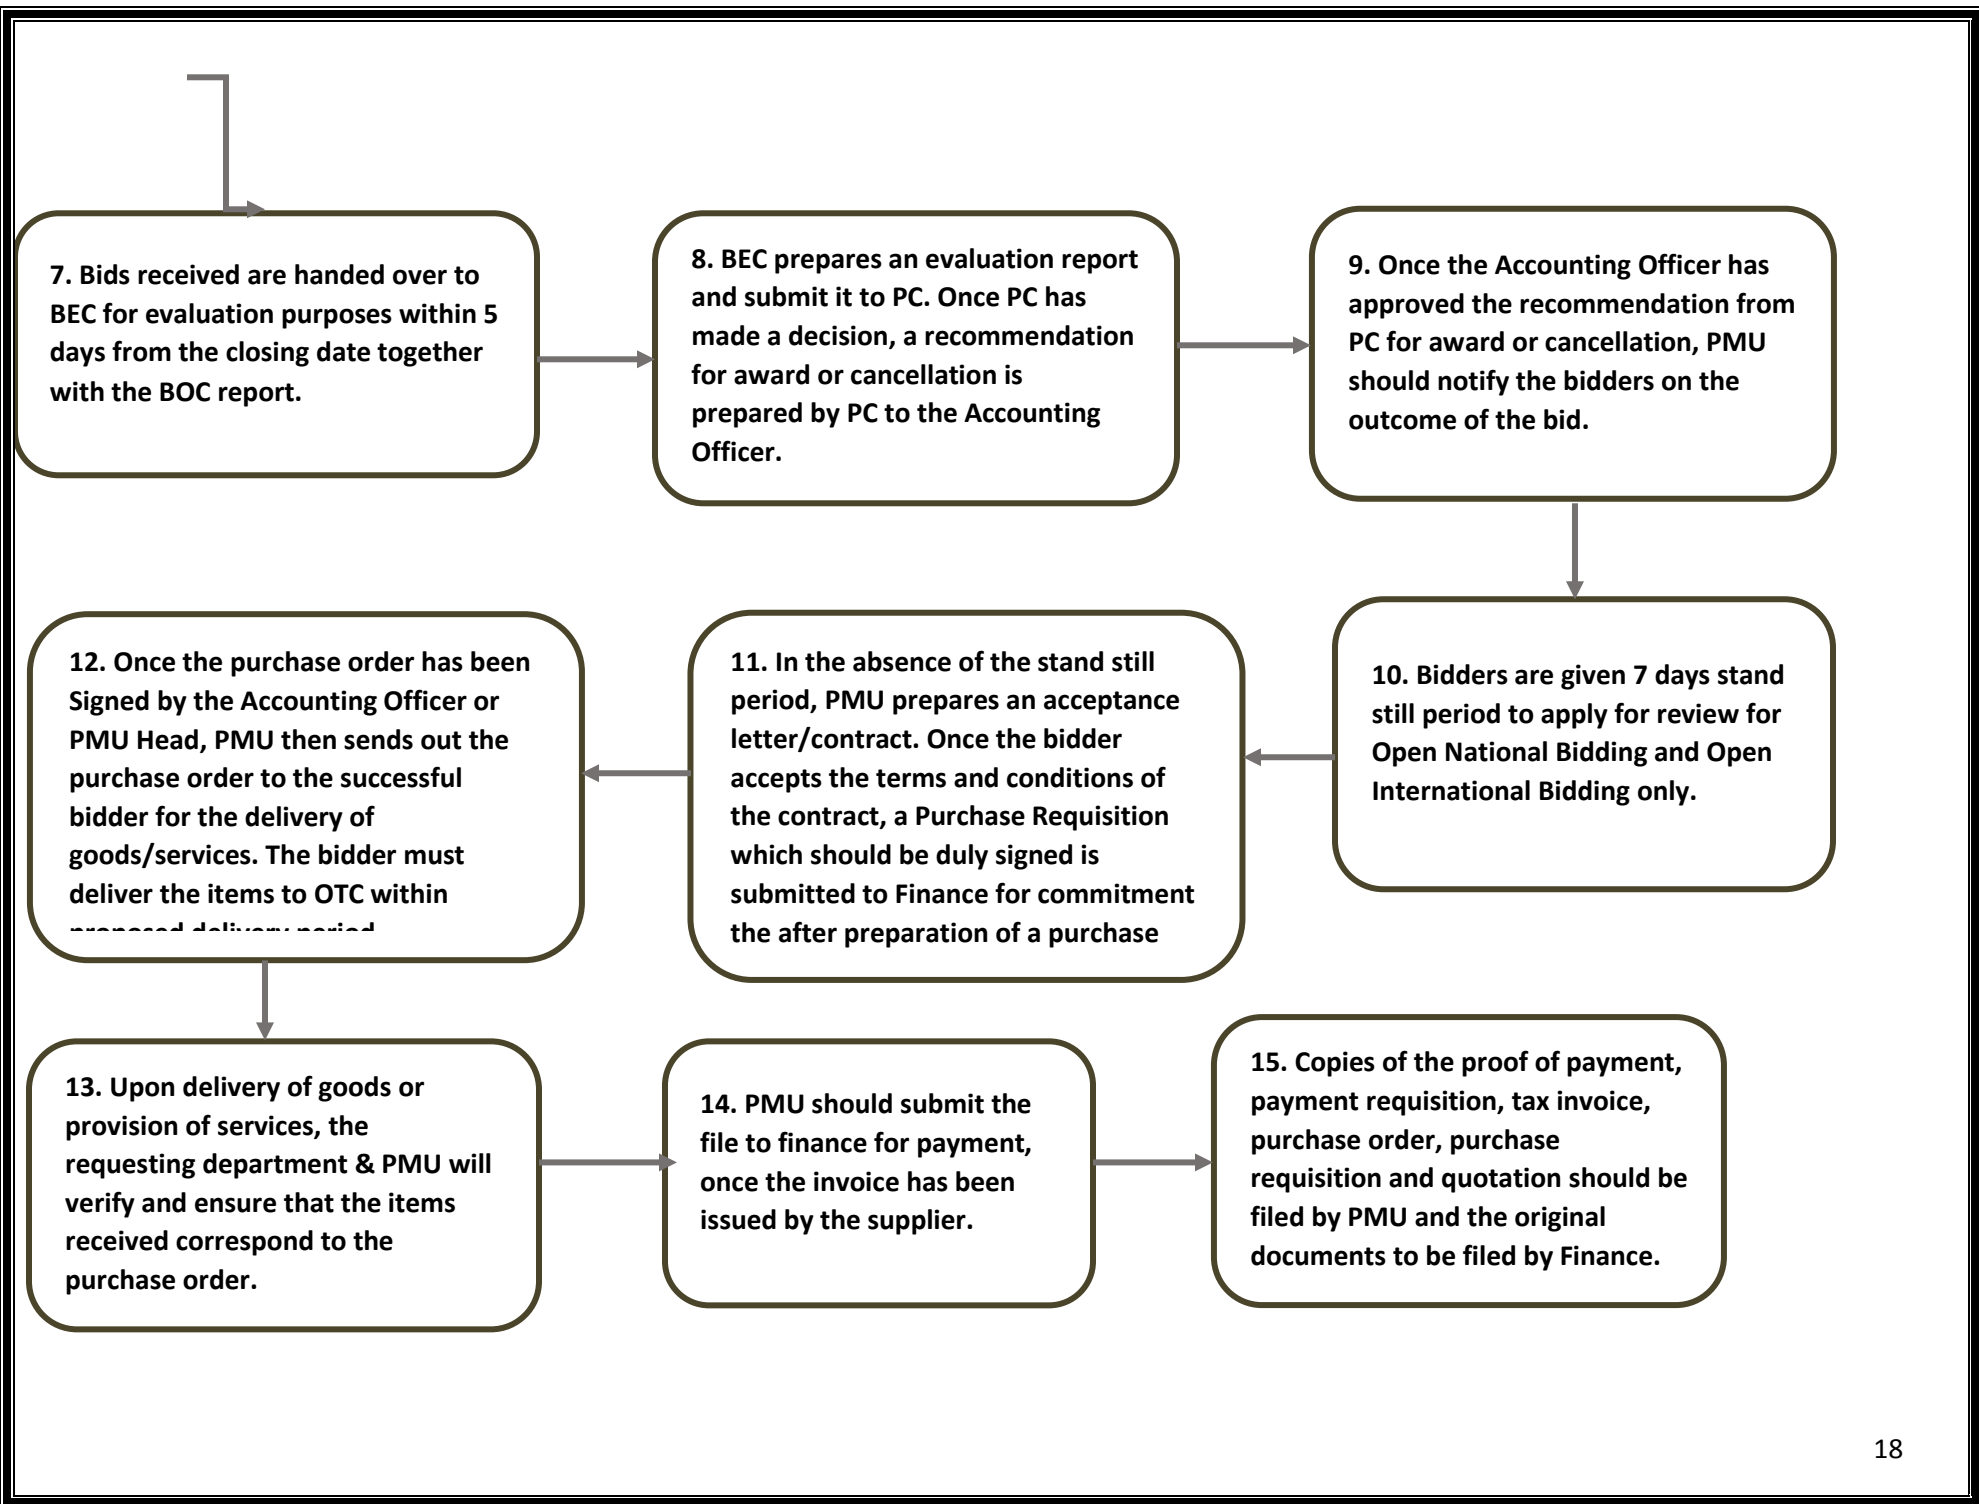 7. Bids received are handed over to
BEC for evaluation purposes within 5
days from the closing date together
with the BOC report.
8. BEC prepares an evaluation report
and submit it to PC. Once PC has
made a decision, a recommendation
for award or cancellation is
prepared by PC to the Accounting
Officer.
9. Once the Accounting Officer has
approved the recommendation from
PC for award or cancellation, PMU
should notify the bidders on the
outcome of the bid.
10. Bidders are given 7 days stand
still period to apply for review for
Open National Bidding and Open
International Bidding only.
11. In the absence of the stand still
period, PMU prepares an acceptance
letter/contract. Once the bidder
accepts the terms and conditions of
the contract, a Purchase Requisition
which should be duly signed is
submitted to Finance for commitment
the after preparation of a purchase
12. Once the purchase order has been
Signed by the Accounting Officer or
PMU Head, PMU then sends out the
purchase order to the successful
bidder for the delivery of
goods/services. The bidder must
deliver the items to OTC within
proposed delivery period
13. Upon delivery of goods or
provision of services, the
requesting department & PMU will
verify and ensure that the items
received correspond to the
purchase order.
14. PMU should submit the
file to finance for payment,
once the invoice has been
issued by the supplier.
15. Copies of the proof of payment,
payment requisition, tax invoice,
purchase order, purchase
requisition and quotation should be
filed by PMU and the original
documents to be filed by Finance.
18